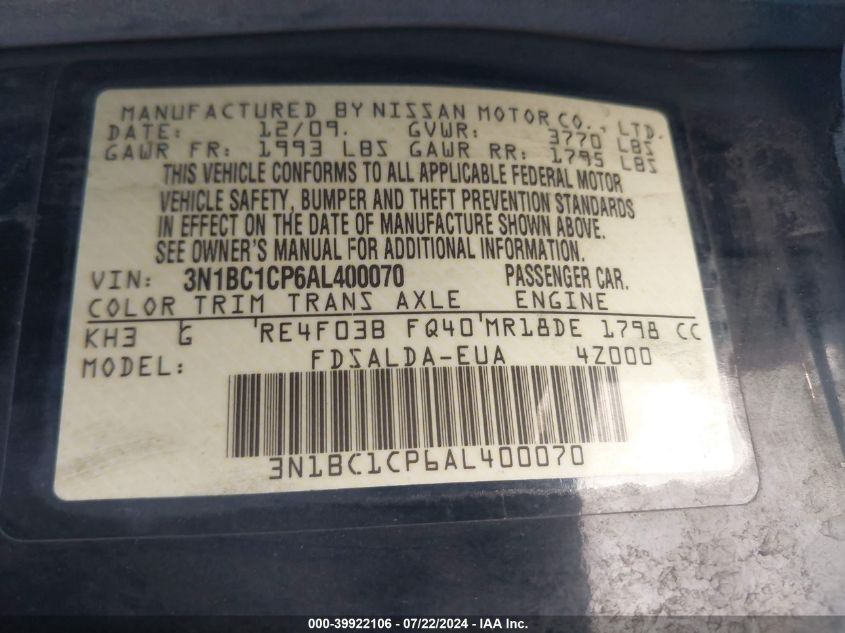 MANUFACTURED BY NISSAN MOTOR CO., LTD.
DATE: 12/09. GVWR: 3770 LBS
GAWR FR: 1993 LBS GAWR RR: 1795 LBS
THIS VEHICLE CONFORMS TO ALL APPLICABLE FEDERAL MOTOR
VEHICLE SAFETY, BUMPER AND THEFT PREVENTION STANDARDS
IN EFFECT ON THE DATE OF MANUFACTURE SHOWN ABOVE.
SEE OWNER'S MANUAL FOR ADDITIONAL INFORMATION.
VIN: 3N1BC1CP6AL400070 PASSENGER CAR.
COLOR TRIM TRANS AXLE ENGINE
KH3 G RE4F03B FQ40 MR18DE 1798 CC
MODEL: FDSALDA-EUA 4Z000
3N1BC1CP6AL400070
000-39922106 - 07/22/2024 - Copyright © 2024 IAA, Inc.